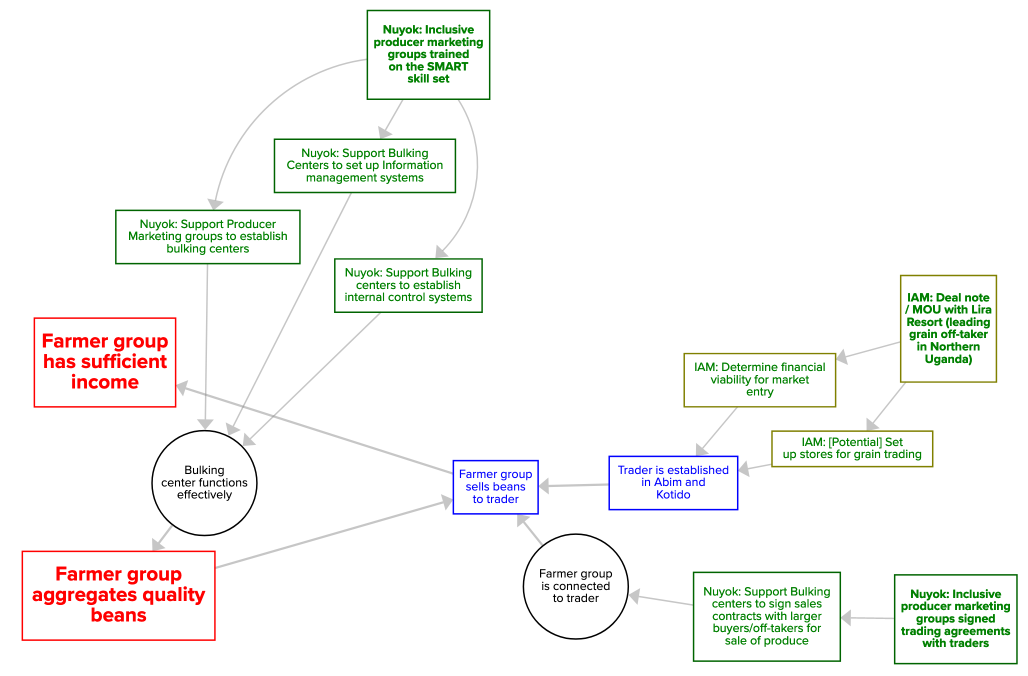 Nuyok: Inclusive
producer marketing
groups trained
on the SMART
skill set
Nuyok: Support Bulking
Centers to set up Information
management systems
Nuyok: Support Producer
Marketing groups to establish
bulking centers
Nuyok: Support Bulking
centers to establish
internal control systems
IAM: Deal note
/ MOU with Lira
Resort (leading
grain off-taker
in Northern
Uganda)
Farmer group
has sufficient
income
IAM: Determine financial
viability for market
entry
IAM: [Potential] Set
up stores for grain trading
Bulking
center functions
effectively
Farmer group
sells beans
to trader
Trader is established
in Abim and
Kotido
Farmer group
aggregates quality
beans
Farmer group
is connected
to trader
Nuyok: Support Bulking
centers to sign sales
contracts with larger
buyers/off-takers for
sale of produce
Nuyok: Inclusive
producer marketing
groups signed
trading agreements
with traders